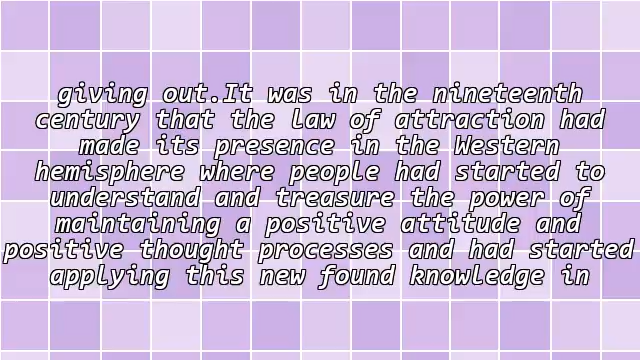 giving out.It was in the nineteenth
century that the law of attraction had
made its presence in the Western
hemisphere where people had started to
understand and treasure the power of
maintaining a positive attitude and
positive thought processes and had started
applying this new found knowledge in